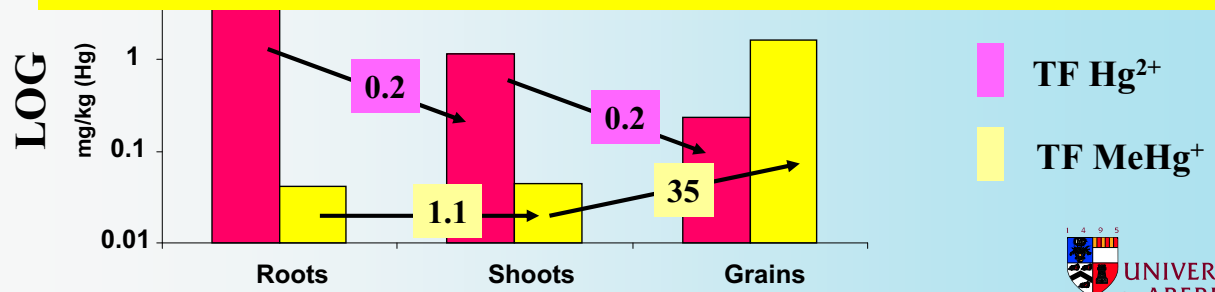 LOG
mg/kg (Hg)
1
0.1
0.01
0.2
0.2
1.1
35
Roots
Shoots
Grains
TF Hg²⁺
TF MeHg⁺
1 4 9 5